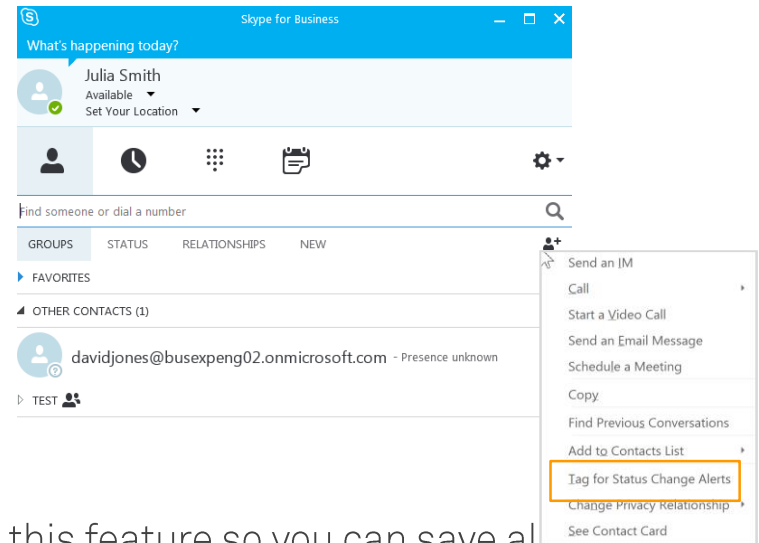 Skype for Business
What's happening today?
Julia Smith
Available
Set Your Location
Find someone or dial a number
GROUPS STATUS RELATIONSHIPS NEW
FAVORITES
OTHER CONTACTS (1)
davidjones@busexpeng02.onmicrosoft.com - Presence unknown
TEST
Send an IM
Call
Start a Video Call
Send an Email Message
Schedule a Meeting
Copy
Find Previous Conversations
Add to Contacts List
Tag for Status Change Alerts
Change Privacy Relationship
See Contact Card
this feature so you can save al